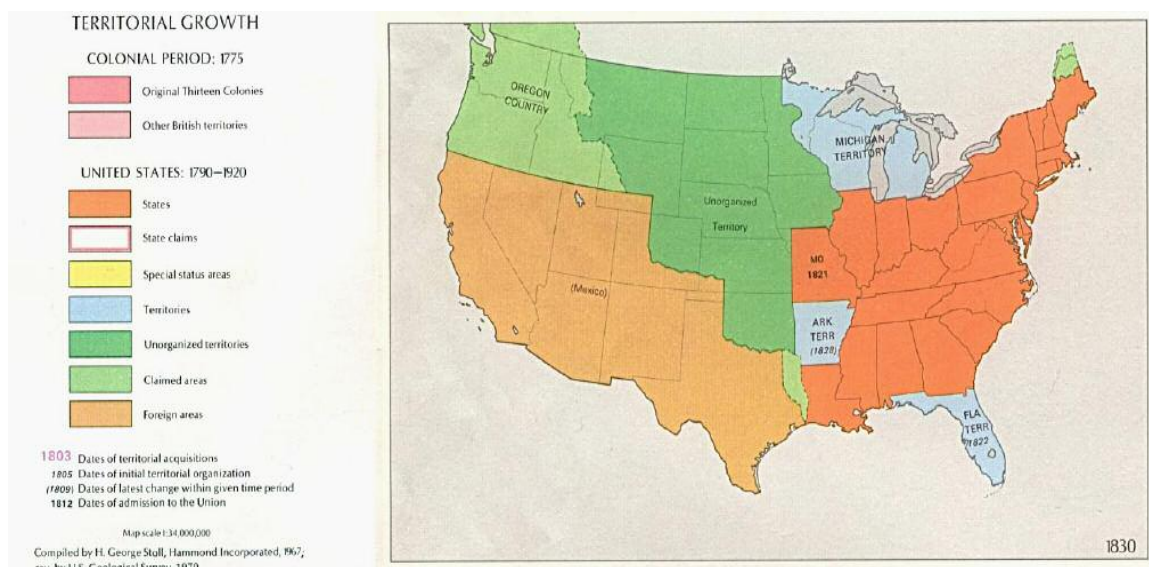 TERRITORIAL GROWTH
COLONIAL PERIOD: 1775
Original Thirteen Colonies
Other British territories
UNITED STATES: 1790–1920
States
State claims
Special status areas
Territories
Unorganized territories
Claimed areas
Foreign areas
1803 Dates of territorial acquisitions
1805 Dates of initial territorial organization
(1809) Dates of latest change within given time period
1812 Dates of admission to the Union
Map scale 1:34,000,000
Compiled by H. George Stoll, Hammond Incorporated, 1967;
OREGON
COUNTRY
MICHIGAN
TERRITORY
Unorganized
Territory
MO
1821
(Mexico)
ARK
TERR
(1828)
FLA
TERR
1822
1830